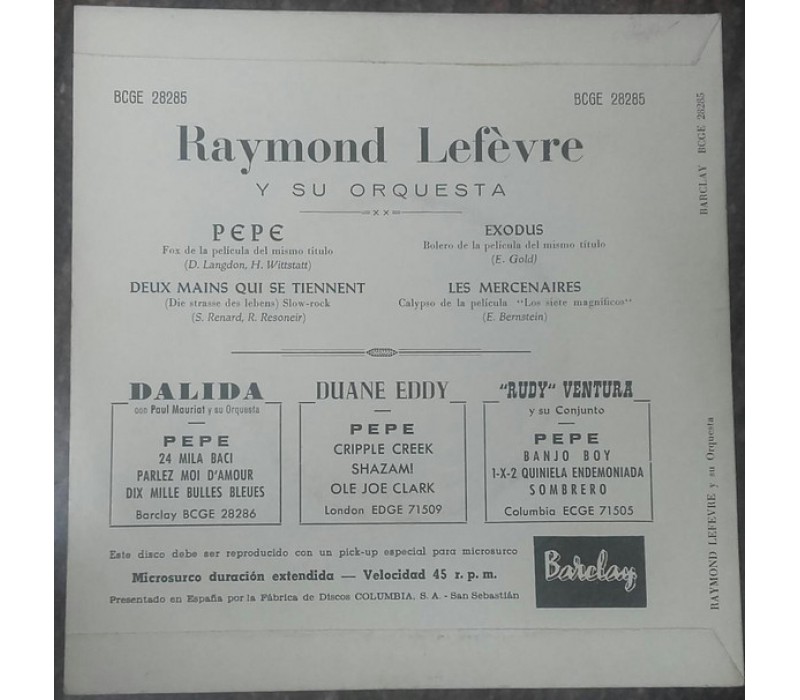 BCGE 28285
BCGE 28285
Raymond Lefèvre
Y SU ORQUESTA
PEPE
Fox de la película del mismo título
(D. Langdon, H. Wittstatt)
DEUX MAINS QUI SE TIENNENT
(Die strasse des lebens) Slow-rock
(S. Renard, R. Resoneir)
EXODUS
Bolero de la película del mismo título
(E. Gold)
LES MERCENAIRES
Calypso de la película "Los siete magníficos"
(E. Bernstein)
DALIDA
con Paul Mauriat y su Orquesta
PEPE
24 MILA BACI
PARLEZ MOI D'AMOUR
DIX MILLE BULLES BLEUES
Barclay BCGE 28286
DUANE EDDY
PEPE
CRIPPLE CREEK
SHAZAM!
OLE JOE CLARK
London EDGE 71509
"RUDY" VENTURA
y su Conjunto
PEPE
BANJO BOY
1-X-2 QUINIELA ENDEMONIADA
SOMBRERO
Columbia ECGE 71505
Este disco debe ser reproducido con un pick-up especial para microsurco
Microsurco duración extendida — Velocidad 45 r. p. m.
Presentado en España por la Fábrica de Discos COLUMBIA, S. A. - San Sebastián
Barclay
BARCLAY BCGE 28285
RAYMOND LEFEVRE y su Orquesta